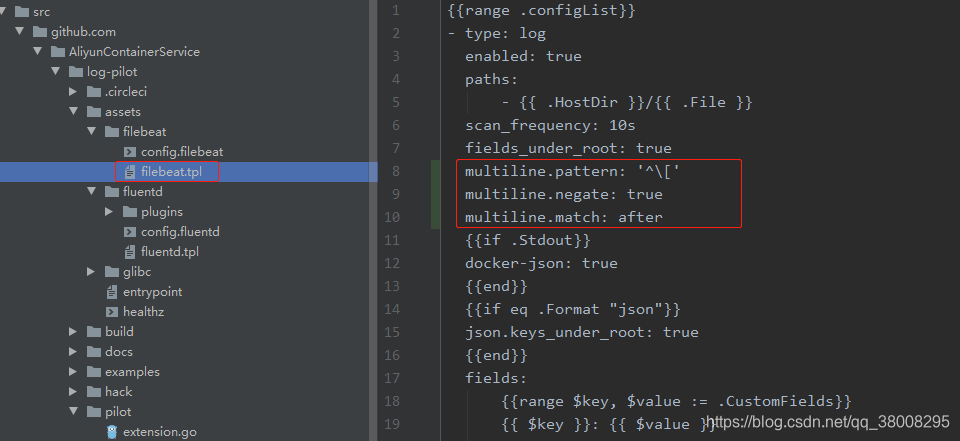 src
github.com
AliyunContainerService
log-pilot
.circleci
assets
filebeat
config.filebeat
filebeat.tpl
fluentd
plugins
config.fluentd
fluentd.tpl
glibc
entrypoint
healthz
build
docs
examples
hack
pilot
extension.go
1 {{range .configList}}
2 - type: log
3 enabled: true
4 paths:
5 - {{ .HostDir }}/{{ .File }}
6 scan_frequency: 10s
7 fields_under_root: true
8 multiline.pattern: '^\['
9 multiline.negate: true
10 multiline.match: after
11 {{if .Stdout}}
12 docker-json: true
13 {{end}}
14 {{if eq .Format "json"}}
15 json.keys_under_root: true
16 {{end}}
17 fields:
18 {{range $key, $value := .CustomFields}}
19 {{ $key }}: {{ $value }
https://blog.csdn.net/qq_38008295